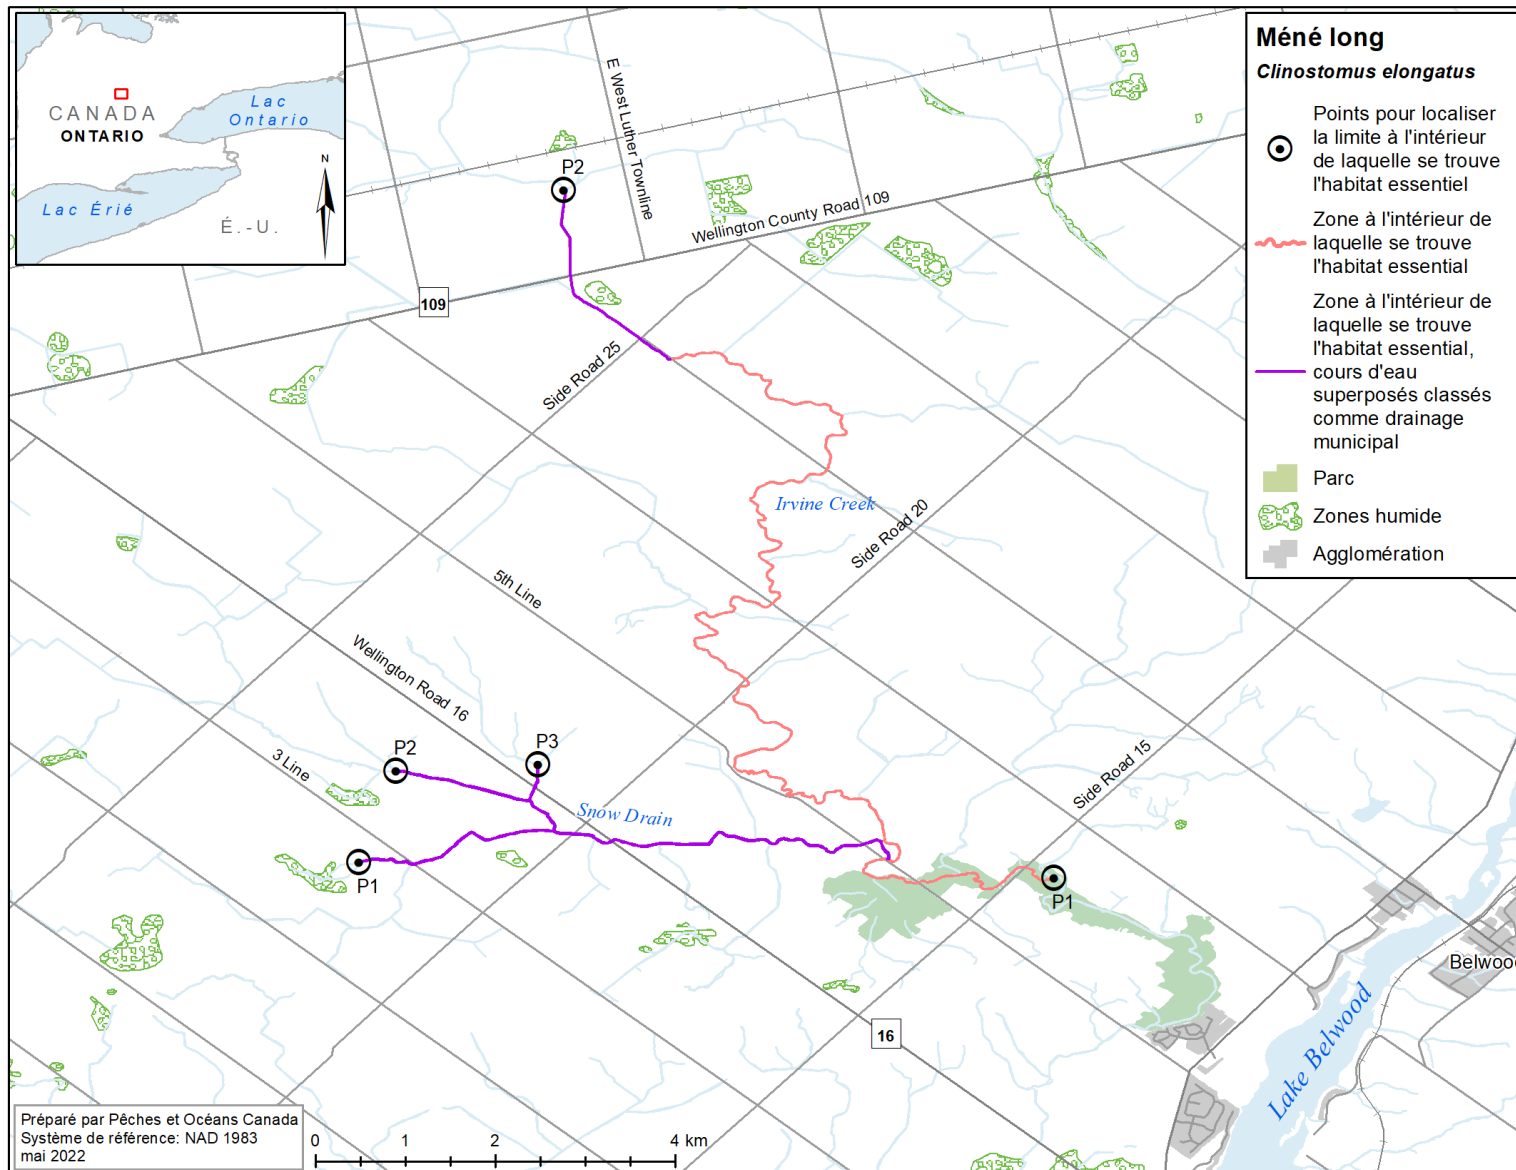 CANADA
ONTARIO
Lac
Ontario
Lac Érié
É.-U.
N
Méné long
Clinostomus elongatus
Points pour localiser
la limite à l'intérieur
de laquelle se trouve
l'habitat essentiel
Zone à l'intérieur de
laquelle se trouve
l'habitat essential
Zone à l'intérieur de
laquelle se trouve
l'habitat essential,
cours d'eau
superposés classés
comme drainage
municipal
Parc
Zones humide
Agglomération
P2
E West Luther Townline
Wellington County Road 109
109
Side Road 25
Irvine Creek
Side Road 20
5th Line
Wellington Road 16
3 Line
P2
P3
Snow Drain
Side Road 15
P1
P1
Belwoo
16
Lake Belwood
Préparé par Pêches et Océans Canada
Système de référence: NAD 1983
mai 2022
0 1 2 4 km